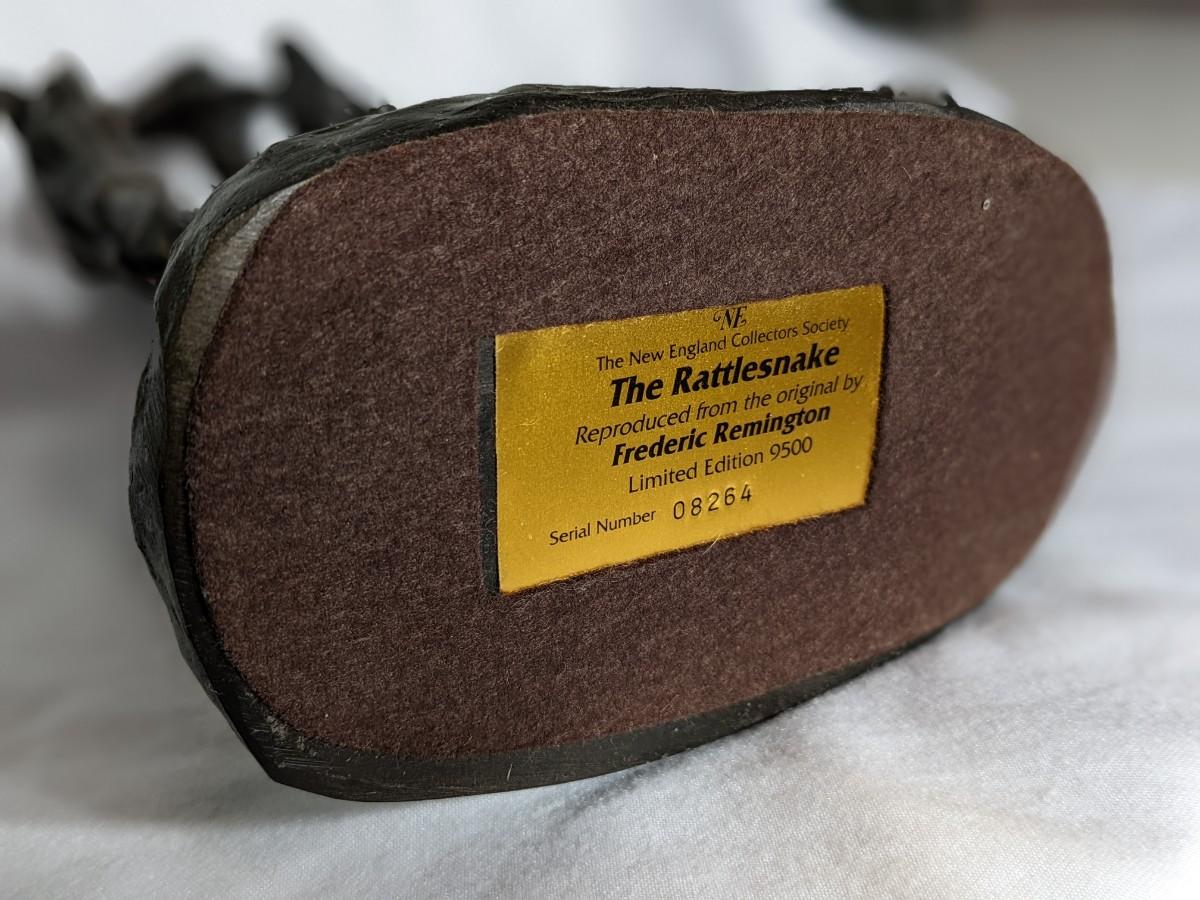 NE
The New England Collectors Society
The Rattlesnake
Reproduced from the original by
Frederic Remington
Limited Edition 9500
Serial Number 08264